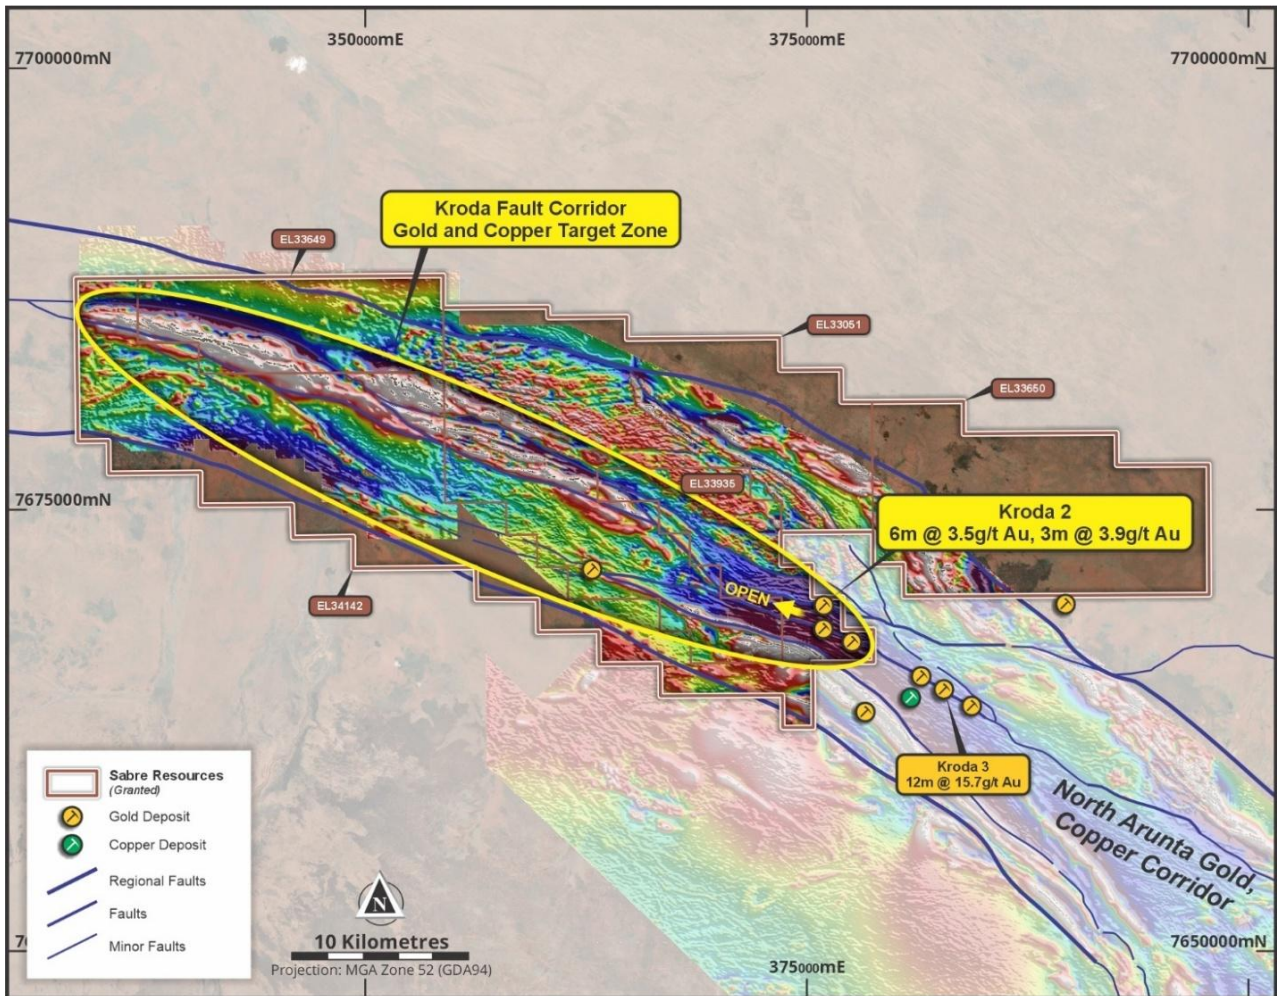 350000mE
375000mE
7700000mN
7700000mN
Kroda Fault Corridor
Gold and Copper Target Zone
EL33649
EL33051
EL33650
EL33935
7675000mN
Kroda 2
6m @ 3.5g/t Au, 3m @ 3.9g/t Au
OPEN
EL34142
Kroda 3
12m @ 15.7g/t Au
North Arunta Gold,
Copper Corridor
Sabre Resources
(Granted)
Gold Deposit
Copper Deposit
Regional Faults
Faults
Minor Faults
N
10 Kilometres
Projection: MGA Zone 52 (GDA94)
375000mE
7650000mN